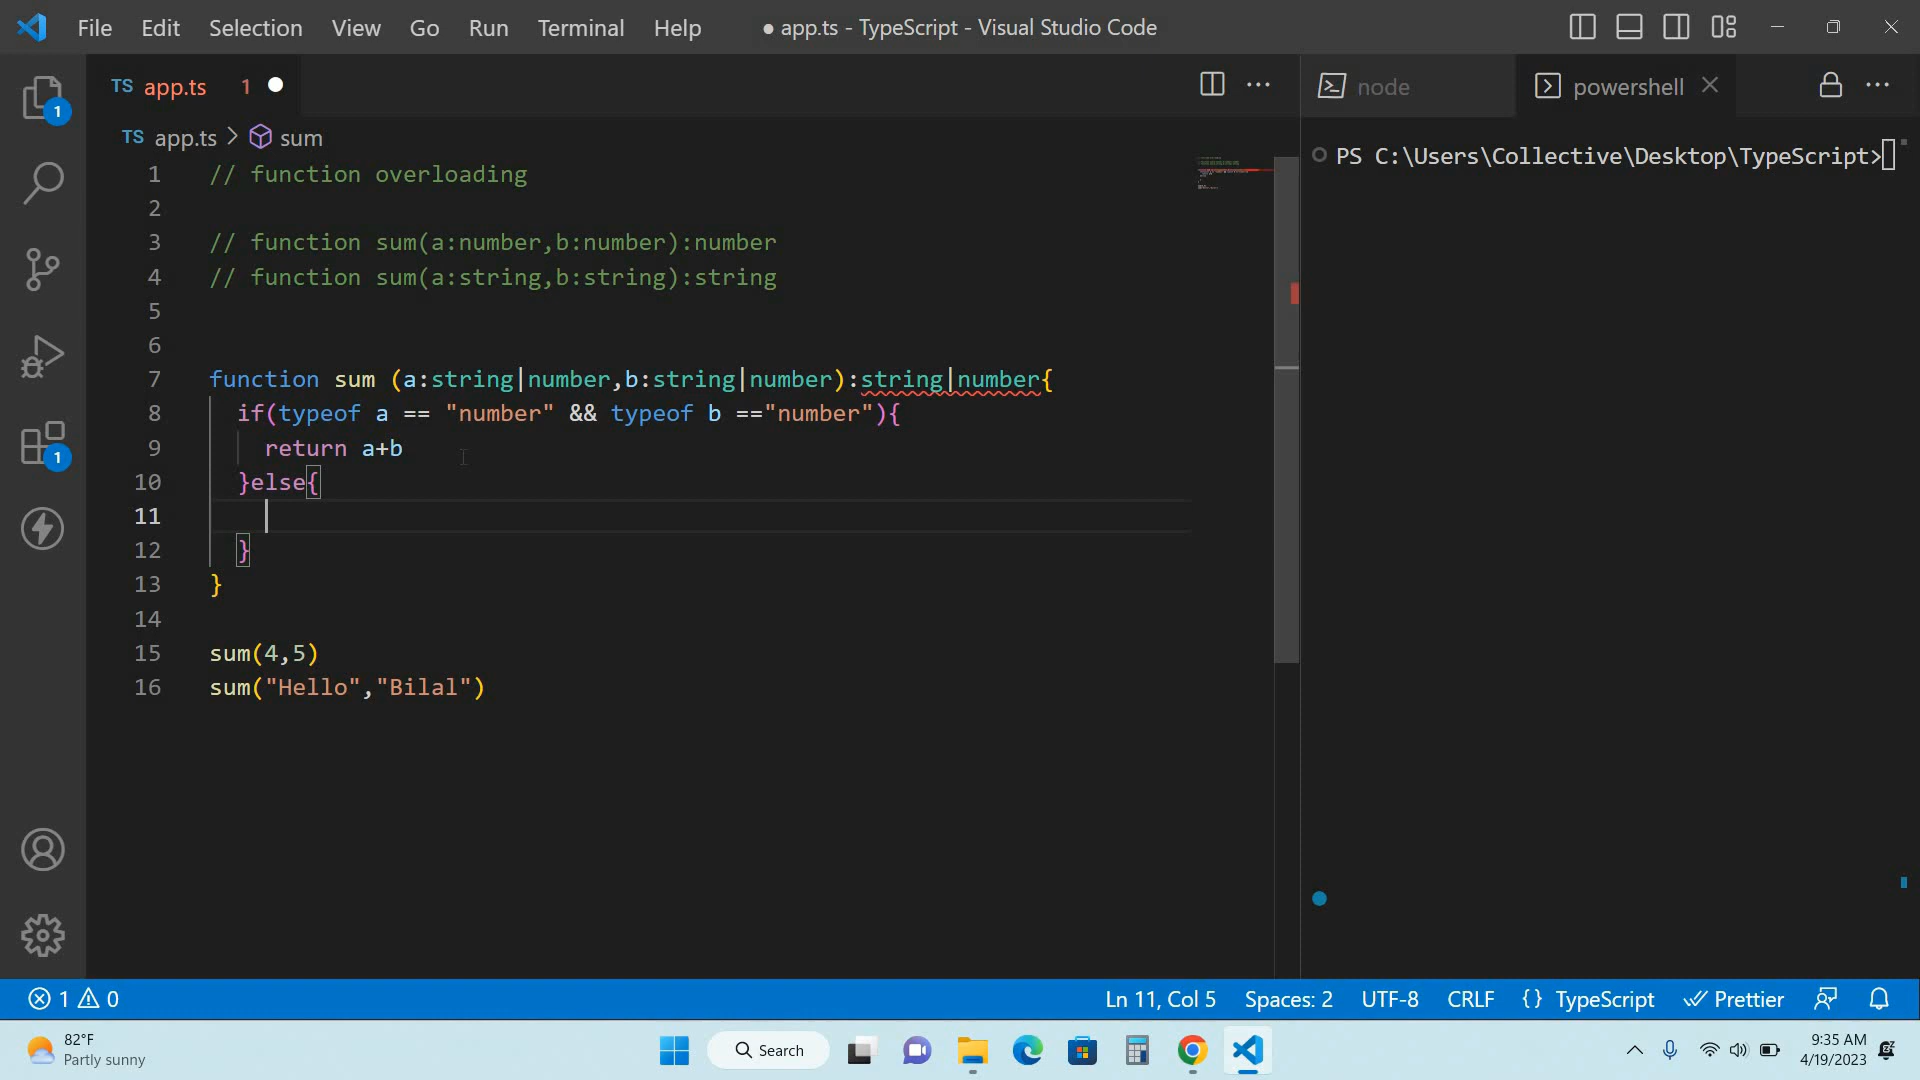 File Edit Selection View Go Run Terminal Help ● app.ts - TypeScript - Visual Studio Code
TS app.ts 1
node
powershell
TS app.ts > sum
1 // function overloading
2
3 // function sum(a:number,b:number):number
4 // function sum(a:string,b:string):string
5
6
7 function sum (a:string|number,b:string|number):string|number{
8 if(typeof a == "number" && typeof b =="number"){
9 return a+b
10 }else{
11
12 }
13 }
14
15 sum(4,5)
16 sum("Hello","Bilal")
PS C:\Users\Collective\Desktop\TypeScript>
1
1
1 0
Ln 11, Col 5 Spaces: 2 UTF-8 CRLF {} TypeScript Prettier
82°F
Partly sunny
Search
9:35 AM
4/19/2023